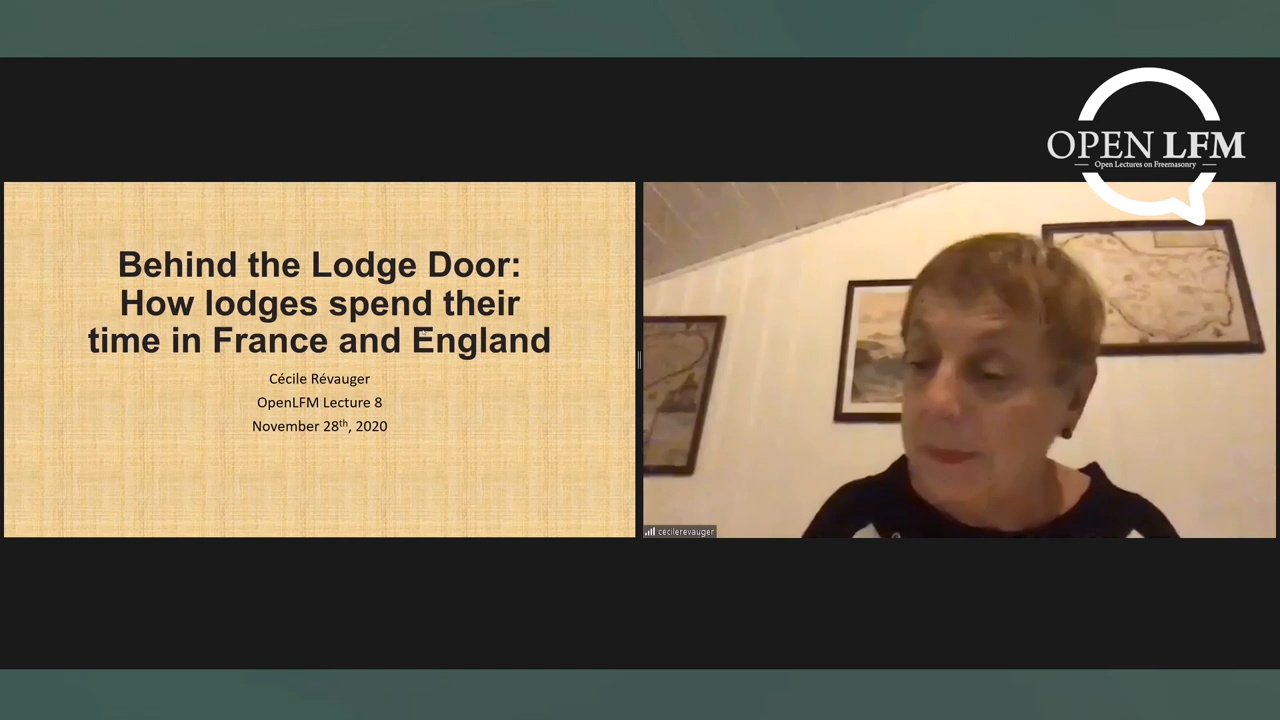 OPEN LFM
Open Lectures on Freemasonry
Behind the Lodge Door:
How lodges spend their
time in France and England
Cécile Révauger
OpenLFM Lecture 8
November 28th, 2020
cecilerevauger